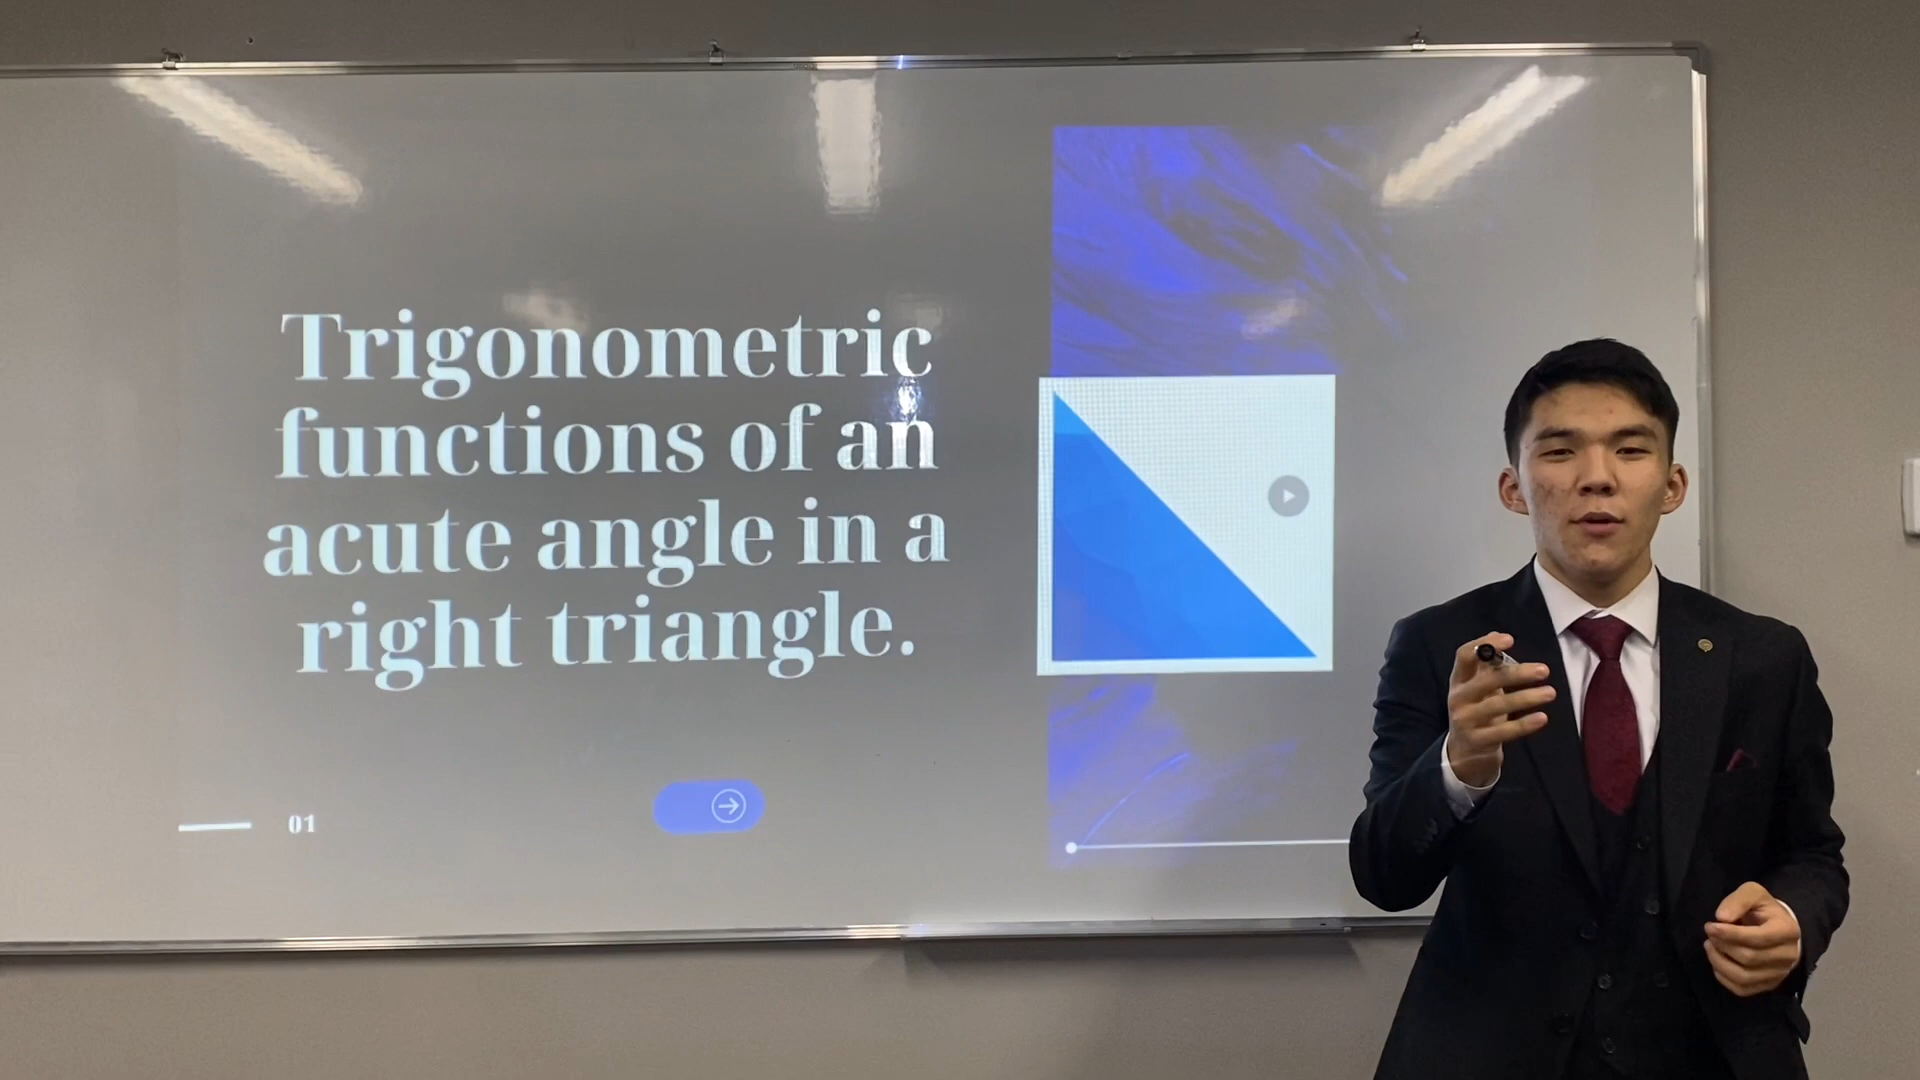 Trigonometric
functions of an
acute angle in a
right triangle.
01